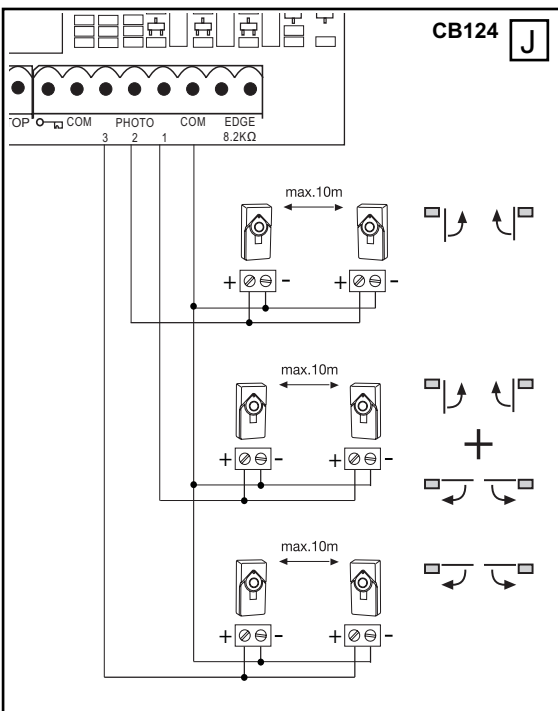 CB124 J
OP COM PHOTO COM EDGE
3 2 1 8.2KΩ
max.10m
+ - + -
max.10m
+ - + -
+
max.10m
+ - + -